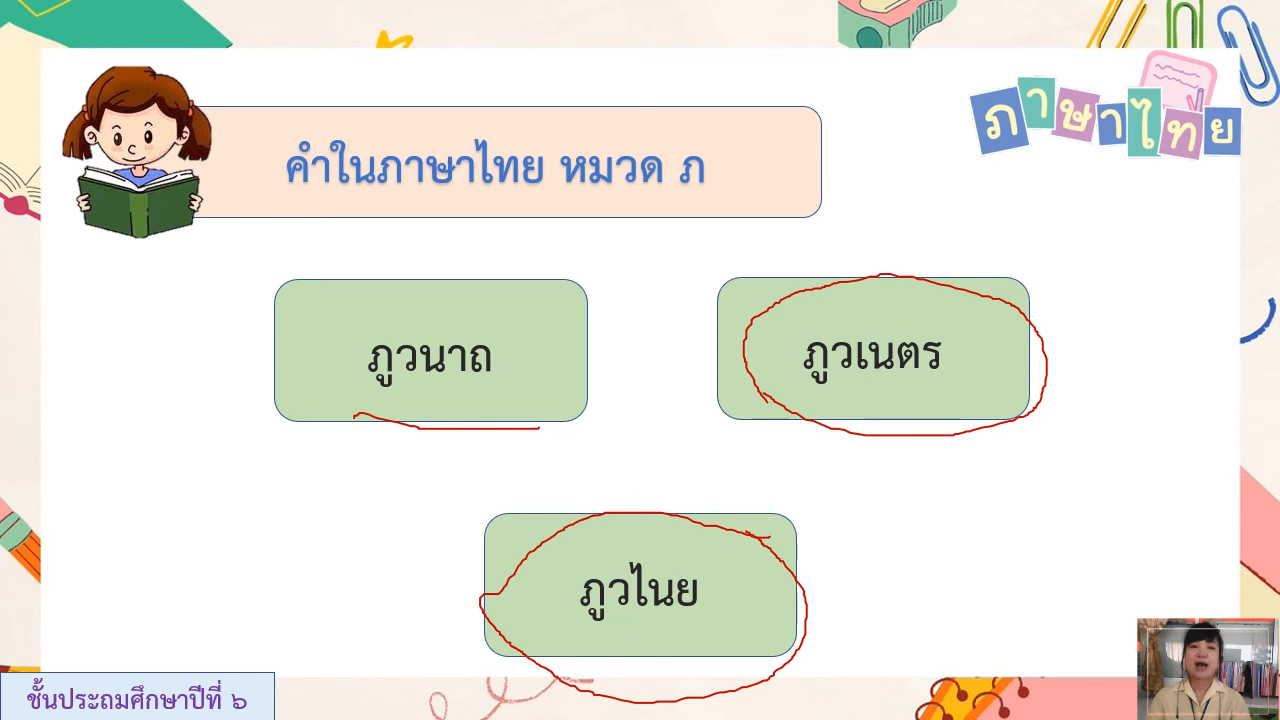 ภาษาไทย
คำในภาษาไทย หมวด ภ
ภูวนาถ
ภูวเนตร
ภูวไนย
ชั้นประถมศึกษาปีที่ ๖